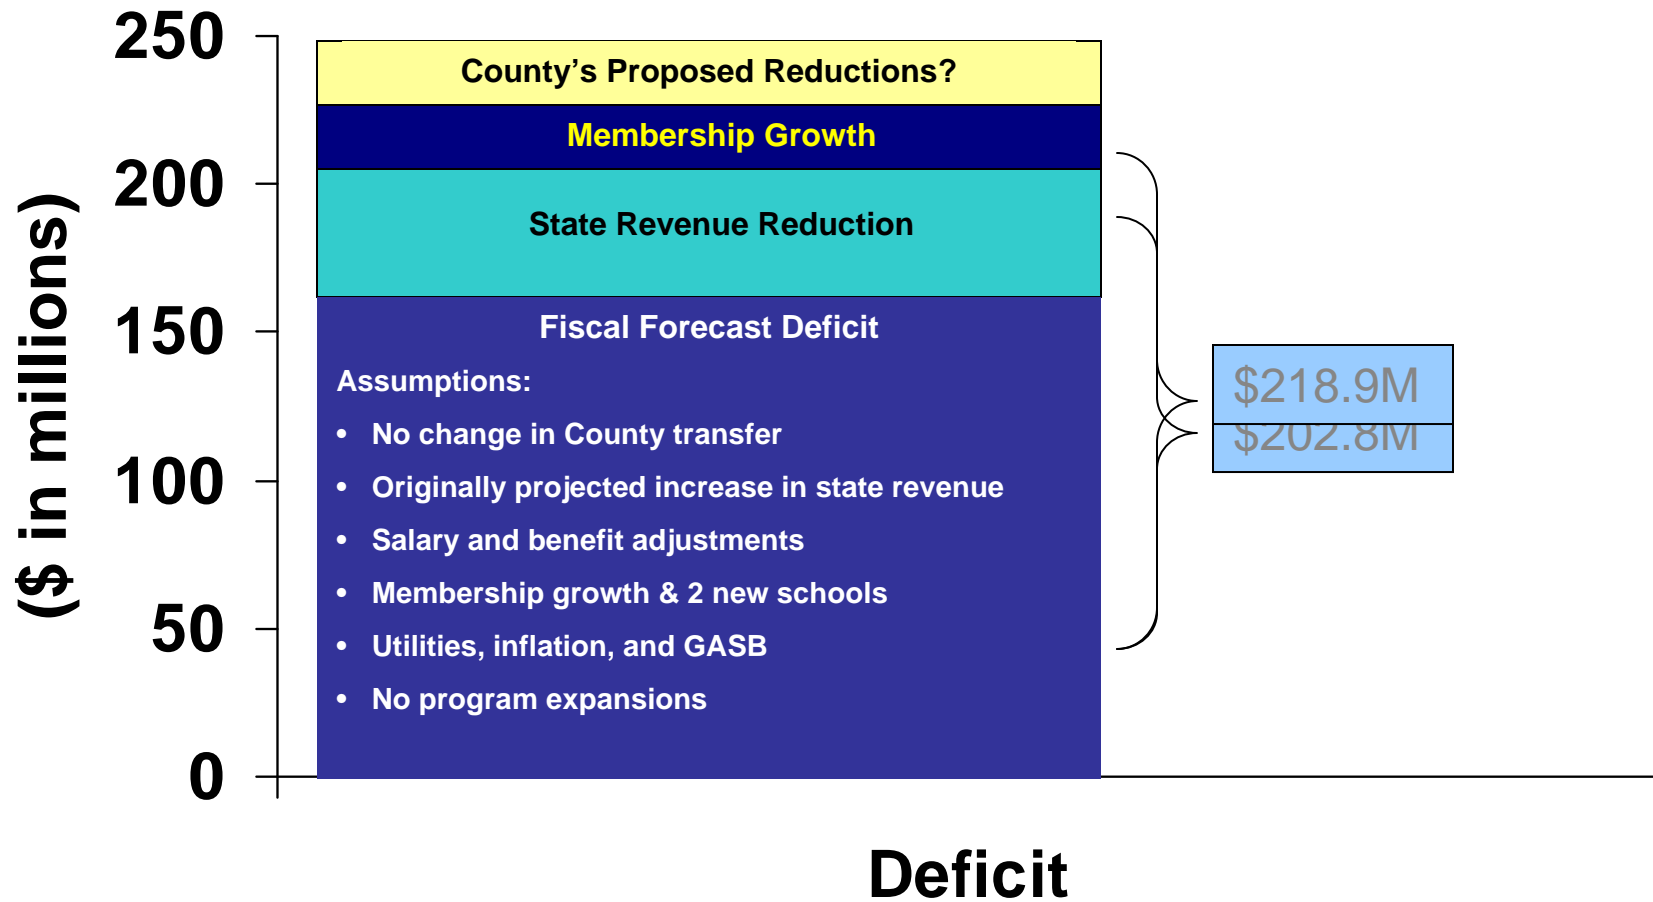 ($ in millions)
250
200
150
100
50
0
County's Proposed Reductions?
Membership Growth
State Revenue Reduction
Fiscal Forecast Deficit
Assumptions:
• No change in County transfer
• Originally projected increase in state revenue
• Salary and benefit adjustments
• Membership growth & 2 new schools
• Utilities, inflation, and GASB
• No program expansions
$218.9M
$202.8M
Deficit